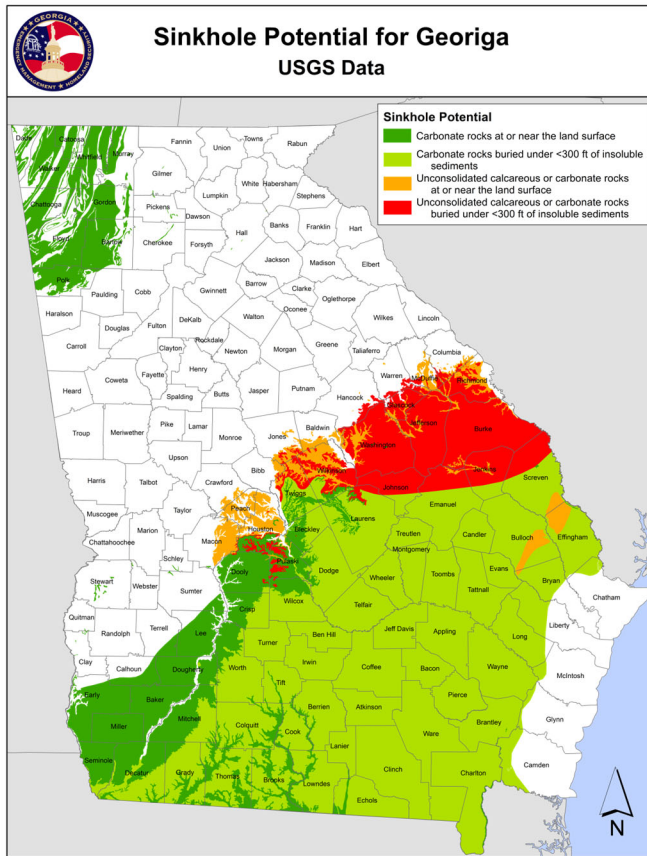 GEORGIA
EMERGENCY MANAGEMENT HOMELAND SECURITY
Sinkhole Potential for Georiga
USGS Data
Sinkhole Potential
Carbonate rocks at or near the land surface
Carbonate rocks buried under <300 ft of insoluble
sediments
Unconsolidated calcareous or carbonate rocks
at or near the land surface
Unconsolidated calcareous or carbonate rocks
buried under <300 ft of insoluble sediments
Dade
Catoosa
Whitfield
Murray
Fannin
Towns
Union
Rabun
Walker
Gilmer
White
Habersham
Lumpkin
Stephens
Chattooga
Gordon
Pickens
Dawson
Banks
Franklin
Hart
Floyd
Bartow
Cherokee
Forsyth
Hall
Jackson
Madison
Elbert
Polk
Paulding
Cobb
Gwinnett
Barrow
Clarke
Oglethorpe
Haralson
Douglas
Fulton
DeKalb
Walton
Oconee
Wilkes
Lincoln
Carroll
Clayton
Rockdale
Newton
Morgan
Greene
Taliaferro
Columbia
McDuffie
Richmond
Warren
Heard
Coweta
Fayette
Henry
Spalding
Butts
Jasper
Putnam
Hancock
Glascock
Jefferson
Burke
Troup
Meriwether
Pike
Lamar
Monroe
Jones
Baldwin
Washington
Upson
Bibb
Wilkinson
Jenkins
Screven
Harris
Talbot
Crawford
Twiggs
Johnson
Emanuel
Muscogee
Taylor
Peach
Houston
Bleckley
Laurens
Treutlen
Candler
Bulloch
Effingham
Chattahoochee
Marion
Macon
Montgomery
Schley
Pulaski
Dodge
Wheeler
Toombs
Evans
Bryan
Stewart
Webster
Sumter
Dooly
Wilcox
Telfair
Tattnall
Chatham
Quitman
Randolph
Terrell
Lee
Crisp
Turner
Ben Hill
Jeff Davis
Appling
Long
Liberty
Clay
Calhoun
Dougherty
Worth
Irwin
Coffee
Bacon
Wayne
McIntosh
Early
Baker
Tift
Pierce
Miller
Mitchell
Colquitt
Berrien
Atkinson
Ware
Brantley
Glynn
Seminole
Decatur
Grady
Thomas
Cook
Brooks
Lowndes
Lanier
Clinch
Charlton
Camden
Echols
N